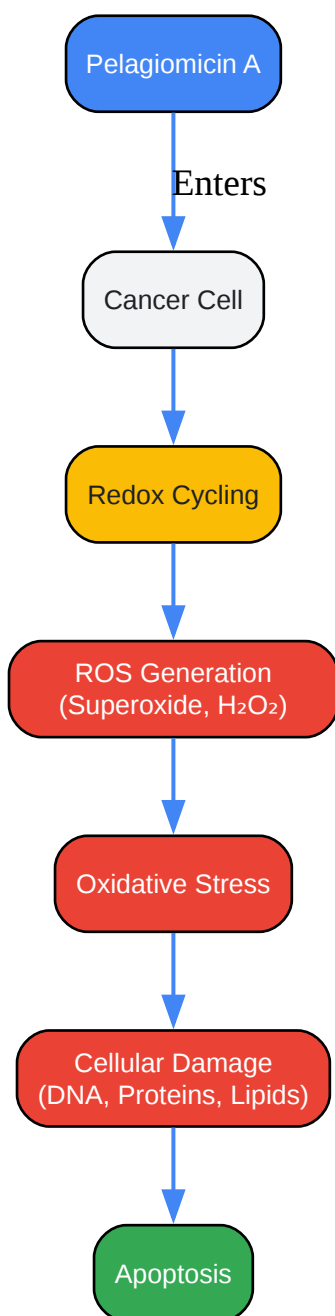 Pelagiomicin A
Enters
Cancer Cell
Redox Cycling
ROS Generation
(Superoxide, H₂O₂)
Oxidative Stress
Cellular Damage
(DNA, Proteins, Lipids)
Apoptosis